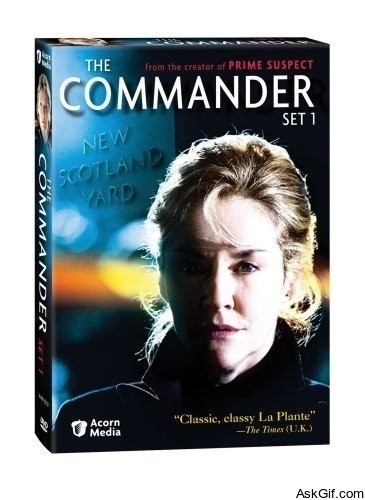 THE
from the creator of PRIME SUSPECT
COMMANDER
SET 1
NEW
SCOTLAND
YARD
THE COMMANDER SET 1
DVD
Acorn
Media
“Classic, classy La Plante”
—The Times (U.K.)
AskGif.com